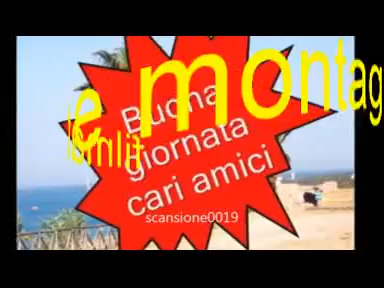 e montag
Buona
giornata
cari amici
scansione0019